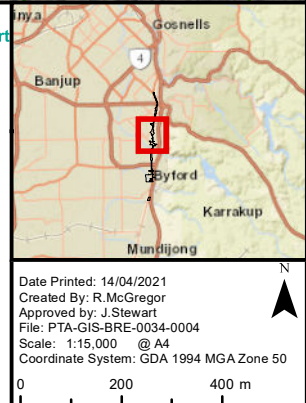 inya
Gosnells
rt
4
Banjup
Byford
Karrakup
Mundijong
N
Date Printed: 14/04/2021
Created By: R.McGregor
Approved by: J.Stewart
File: PTA-GIS-BRE-0034-0004
Scale: 1:15,000 @ A4
Coordinate System: GDA 1994 MGA Zone 50
0 200 400 m